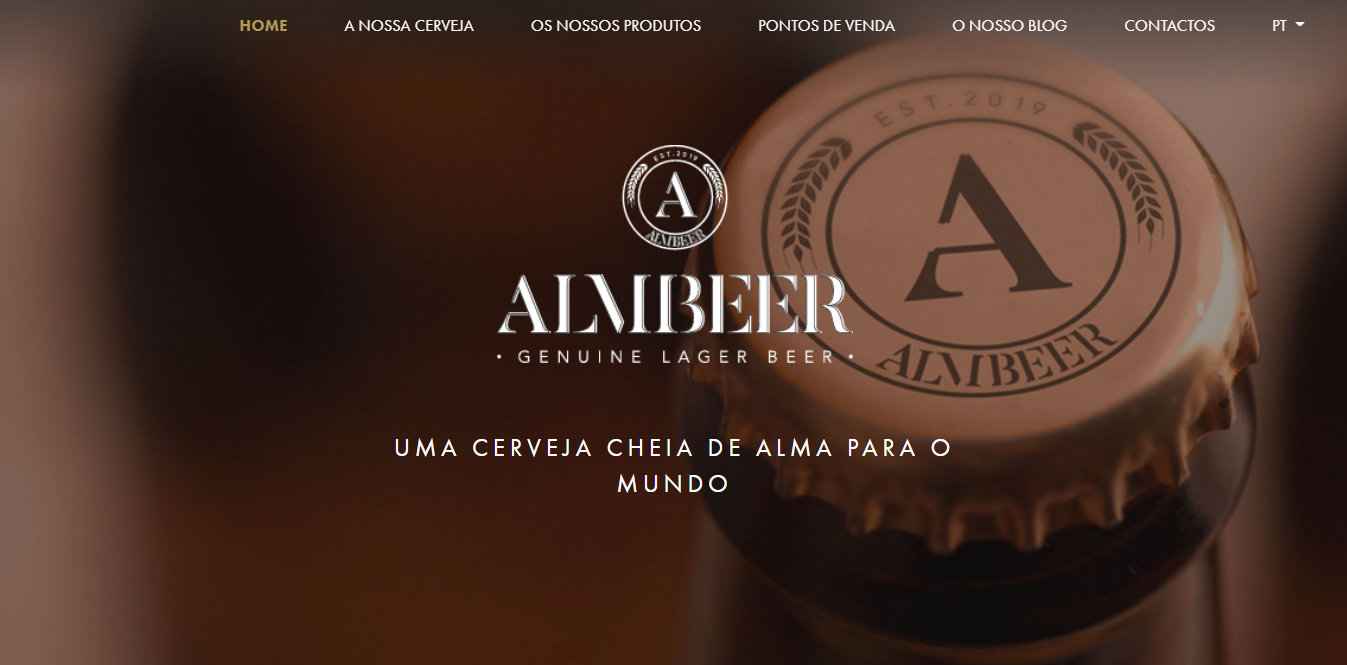 HOME A NOSSA CERVEJA OS NOSSOS PRODUTOS PONTOS DE VENDA O NOSSO BLOG CONTACTOS PT
EST. 2019
A
ALMBEER
EST. 2019
A
ALMBEER
ALMBEER
• GENUINE LAGER BEER •
UMA CERVEJA CHEIA DE ALMA PARA O
MUNDO